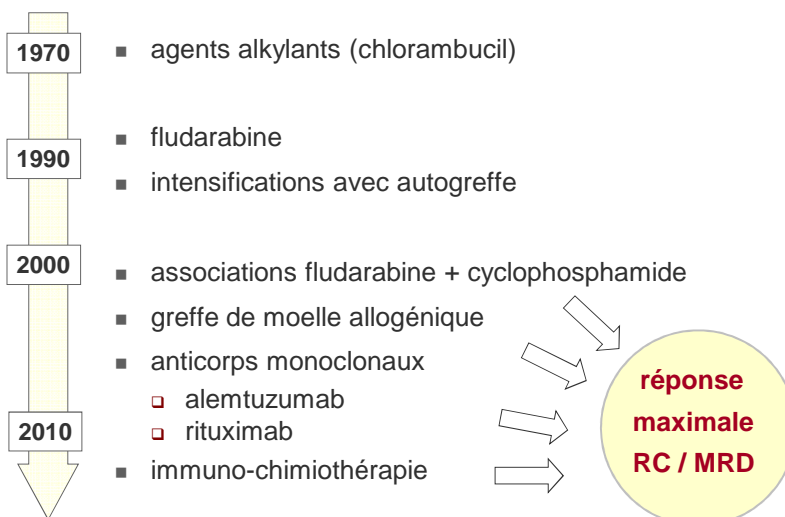 1970
agents alkylants (chlorambucil)
fludarabine
1990
intensifications avec autogreffe
2000
associations fludarabine + cyclophosphamide
greffe de moelle allogénique
anticorps monoclonaux
alemtuzumab
2010
rituximab
immuno-chimiothérapie
réponse
maximale
RC / MRD